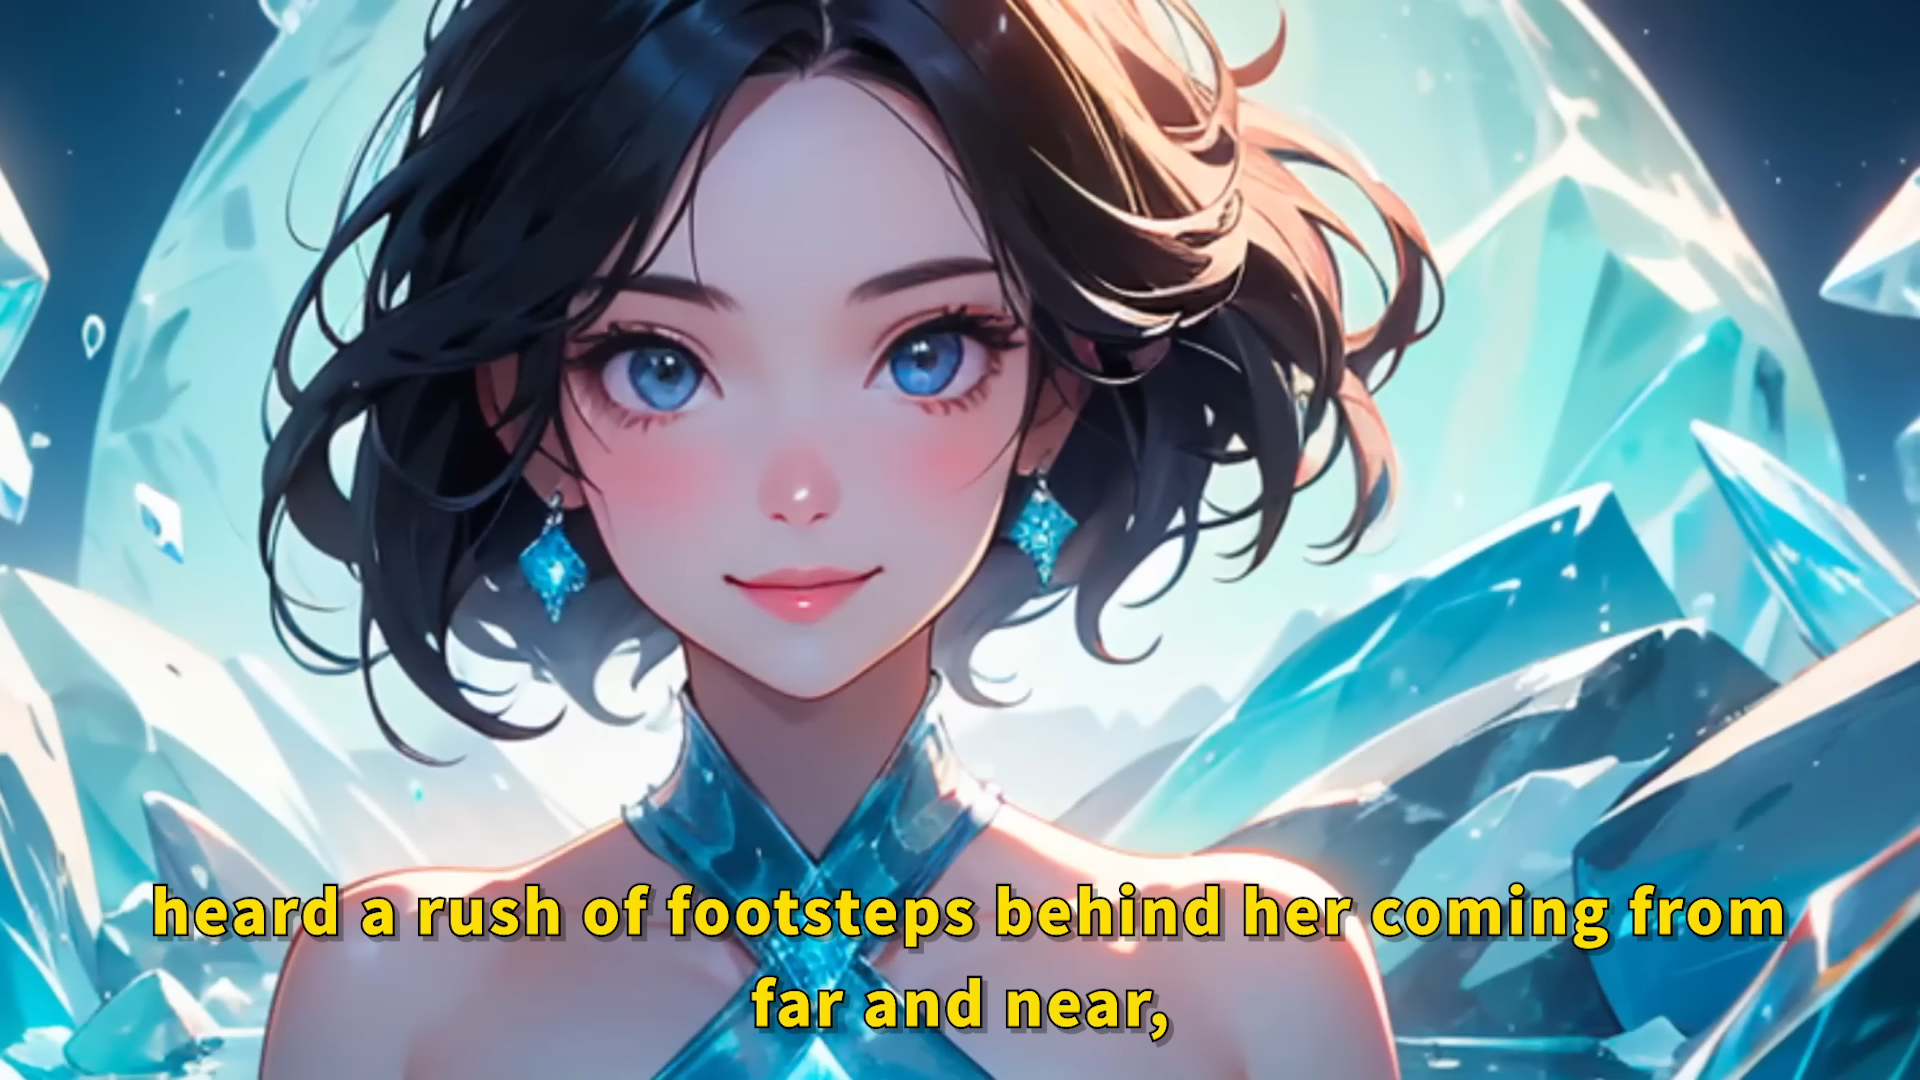 heard a rush of footsteps behind her coming from
far and near,